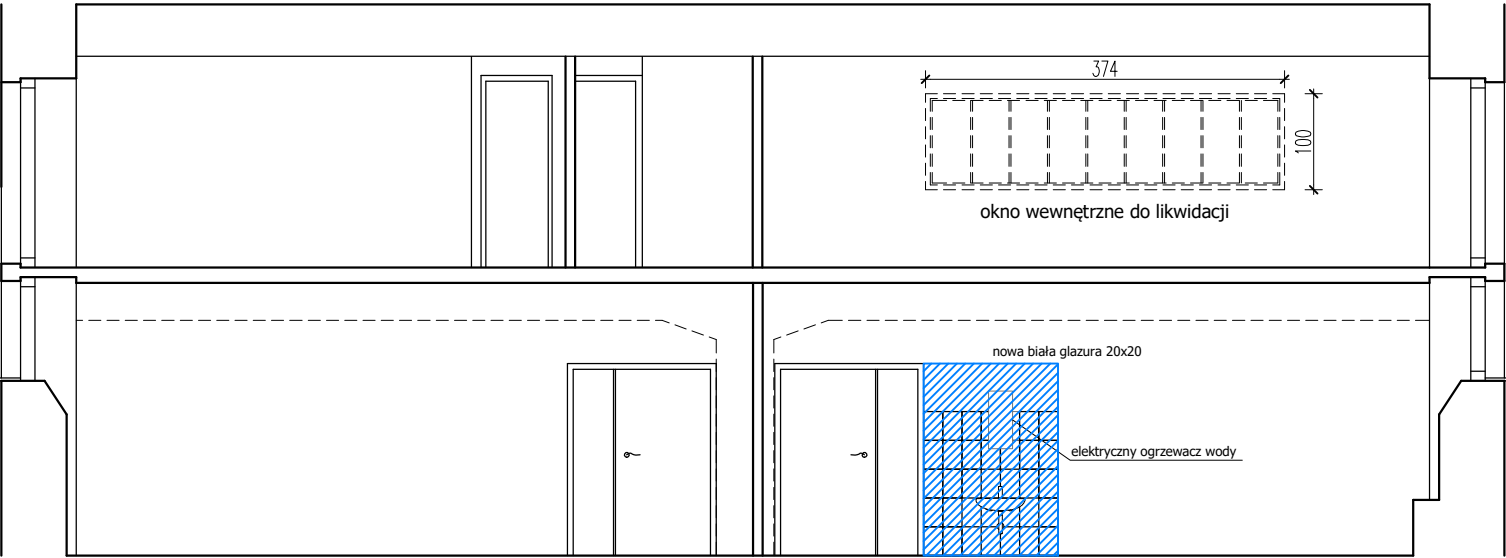 374
100
okno wewnętrzne do likwidacji
nowa biała glazura 20x20
elektryczny ogrzewacz wody